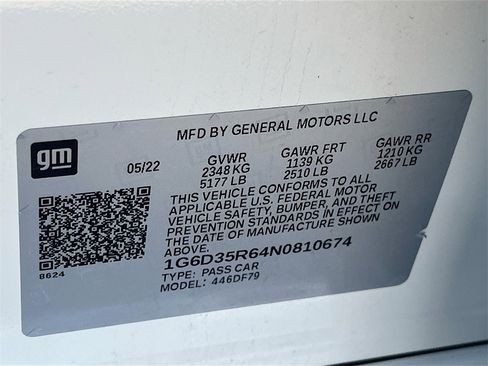 MFD BY GENERAL MOTORS LLC
gm
05/22 GVWR GAWR FRT GAWR RR
2348 KG 1139 KG 1210 KG
5177 LB 2510 LB 2667 LB
THIS VEHICLE CONFORMS TO ALL
APPLICABLE U.S. FEDERAL MOTOR
VEHICLE SAFETY, BUMPER, AND THEFT
PREVENTION STANDARDS IN EFFECT ON
THE DATE OF MANUFACTURE SHOWN
ABOVE.
1G6D35R64N0810674
8624
TYPE: PASS CAR
MODEL: 446DF79